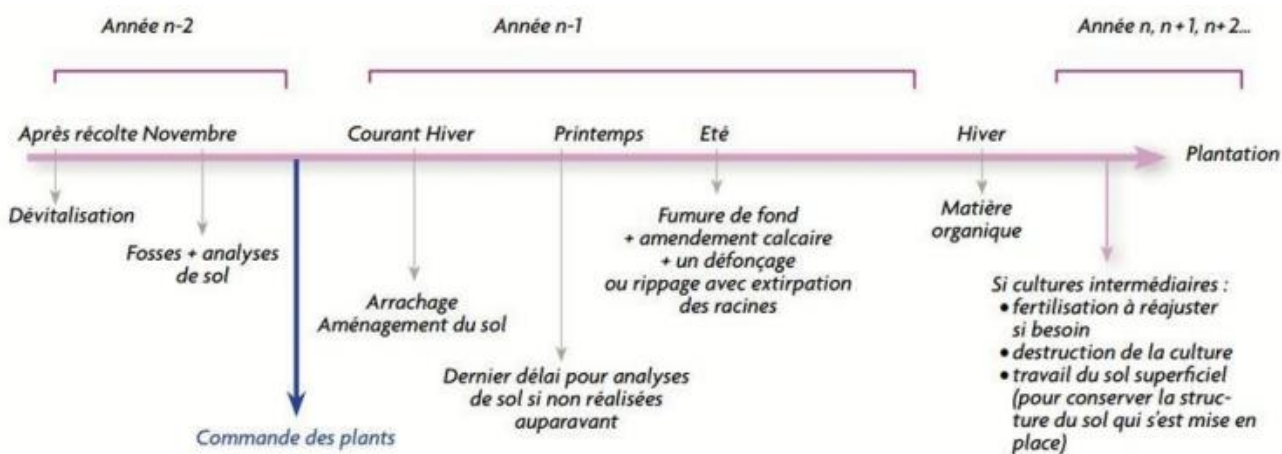 Année n-2
Année n-1
Année n, n+1, n+2...
Après récolte Novembre
Courant Hiver
Printemps
Eté
Hiver
Plantation
Dévitalisation
Fosses + analyses
de sol
Commande des plants
Arrachage
Aménagement du sol
Dernier délai pour analyses
de sol si non réalisées
auparavant
Fumure de fond
+ amendement calcaire
+ un défonçage
ou rippage avec extirpation
des racines
Matière
organique
Si cultures intermédiaires :
• fertilisation à réajuster
si besoin
• destruction de la culture
• travail du sol superficiel
(pour conserver la struc-
ture du sol qui s'est mise en
place)